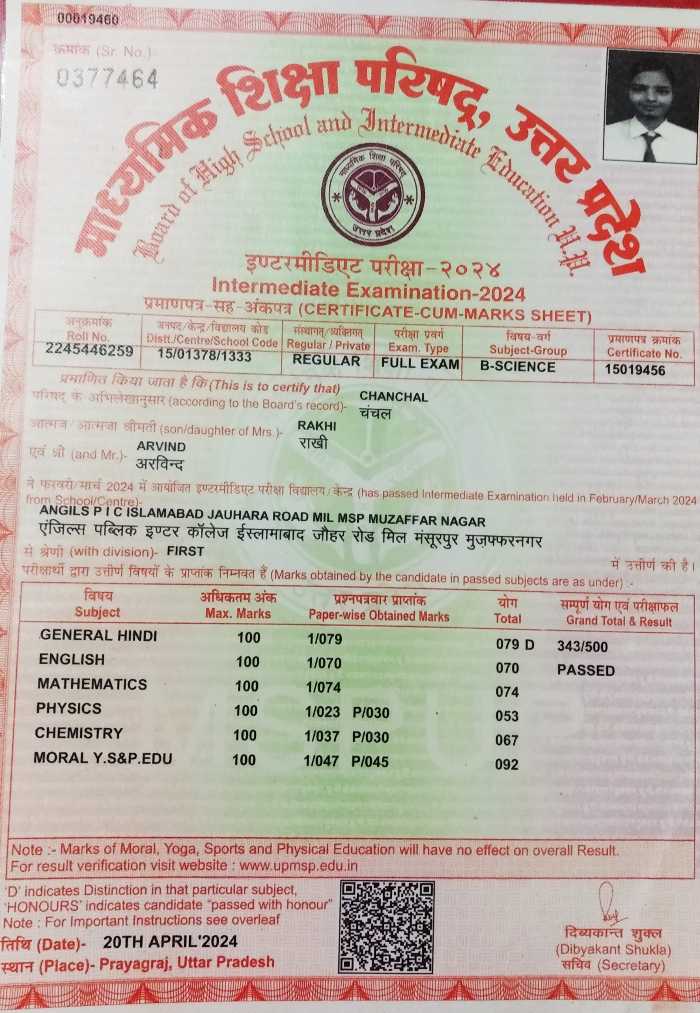 00019460
क्रमांक (Sr. No.)
0377464
माध्यमिक शिक्षा परिषद्, उत्तर प्रदेश
Board of High School and Intermediate Education U.P.
माध्यमिक शिक्षा परिषद
उत्तर प्रदेश
इण्टरमीडिएट परीक्षा-२०२४
Intermediate Examination-2024
प्रमाणपत्र-सह-अंकपत्र (CERTIFICATE-CUM-MARKS SHEET)
अनुक्रमांक जनपद/केन्द्र/विद्यालय कोड संस्थागत/व्यक्तिगत परीक्षा प्रवर्ग विषय-वर्ग प्रमाणपत्र क्रमांक
Roll No. Distt./Centre/School Code Regular / Private Exam. Type Subject-Group Certificate No.
2245446259 15/01378/1333 REGULAR FULL EXAM B-SCIENCE 15019456
प्रमाणित किया जाता है कि (This is to certify that)
परिषद् के अभिलेखानुसार (according to the Board's record)- CHANCHAL
चंचल
आत्मज / आत्मजा श्रीमती (son/daughter of Mrs.)- RAKHI
राखी
एवं श्री (and Mr.)- ARVIND
अरविन्द
ने फरवरी/मार्च 2024 में आयोजित इण्टरमीडिएट परीक्षा विद्यालय / केन्द्र (has passed Intermediate Examination held in February/March 2024
from School/Centre)-
ANGILS P I C ISLAMABAD JAUHARA ROAD MIL MSP MUZAFFAR NAGAR
एंजिल्स पब्लिक इण्टर कॉलेज ईस्लामाबाद जौहर रोड मिल मंसूरपुर मुज़फ्फरनगर
से श्रेणी (with division)- FIRST में उत्तीर्ण की है।
परीक्षार्थी द्वारा उत्तीर्ण विषयों के प्राप्तांक निम्नवत हैं (Marks obtained by the candidate in passed subjects are as under) :-
विषय अधिकतम अंक प्रश्नपत्रवार प्राप्तांक योग सम्पूर्ण योग एवं परीक्षाफल
Subject Max. Marks Paper-wise Obtained Marks Total Grand Total & Result
GENERAL HINDI 100 1/079 079 D 343/500
ENGLISH 100 1/070 070 PASSED
MATHEMATICS 100 1/074 074
PHYSICS 100 1/023 P/030 053
CHEMISTRY 100 1/037 P/030 067
MORAL Y.S&P.EDU 100 1/047 P/045 092
Note :- Marks of Moral, Yoga, Sports and Physical Education will have no effect on overall Result.
For result verification visit website : www.upmsp.edu.in
'D' indicates Distinction in that particular subject,
'HONOURS' indicates candidate "passed with honour"
Note : For Important Instructions see overleaf
तिथि (Date)- 20TH APRIL'2024
स्थान (Place)- Prayagraj, Uttar Pradesh
दिब्यकान्त शुक्ल
(Dibyakant Shukla)
सचिव (Secretary)